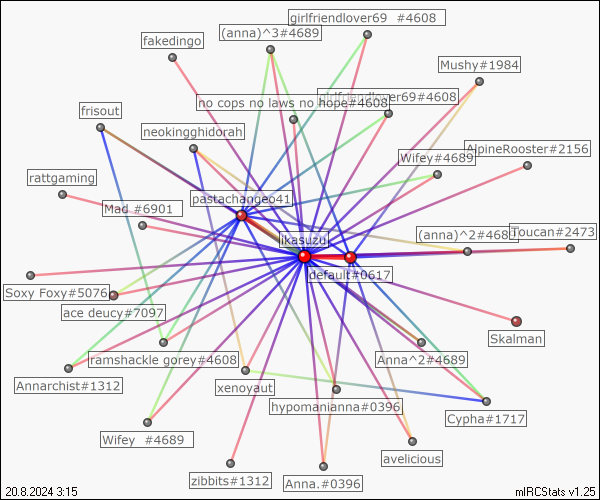 girlfriendlover69 #4608
(anna)^3#4689
fakedingo
Mushy#1984
girlfriendlover69#4608
no cops no laws no hope#4608
frisout
neokingghidorah
AlpineRooster#2156
Wifey#4689
rattgaming
pastachangeo41
Mad #6901
Toucan#2473
(anna)^2#4689
likasuzu
default#0617
Soxy Foxy#5076
ace deucy#7097
Skalman
ramshackle gorey#4608
Anna^2#4689
Annarchist#1312
xenoyaut
hypomanianna#0396
Cypha#1717
Wifey #4689
avelicious
zibbits#1312
Anna.#0396
20.8.2024 3:15
mIRCStats v1.25